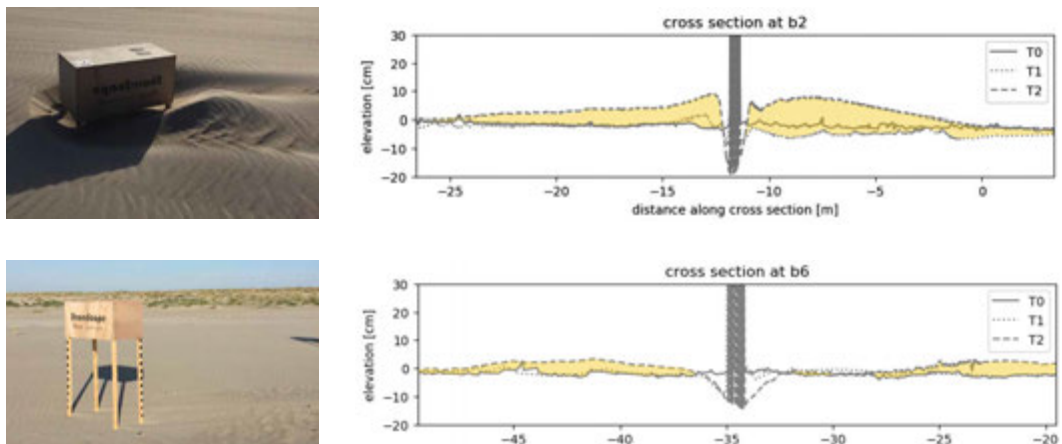 cross section at b2
30
20
10
0
−10
−20
elevation [cm]
T0
T1
T2
−25
−20
−15
−10
−5
0
distance along cross section [m]
cross section at b6
30
20
10
0
−10
−20
elevation [cm]
T0
T1
T2
−45
−40
−35
−30
−25
−20